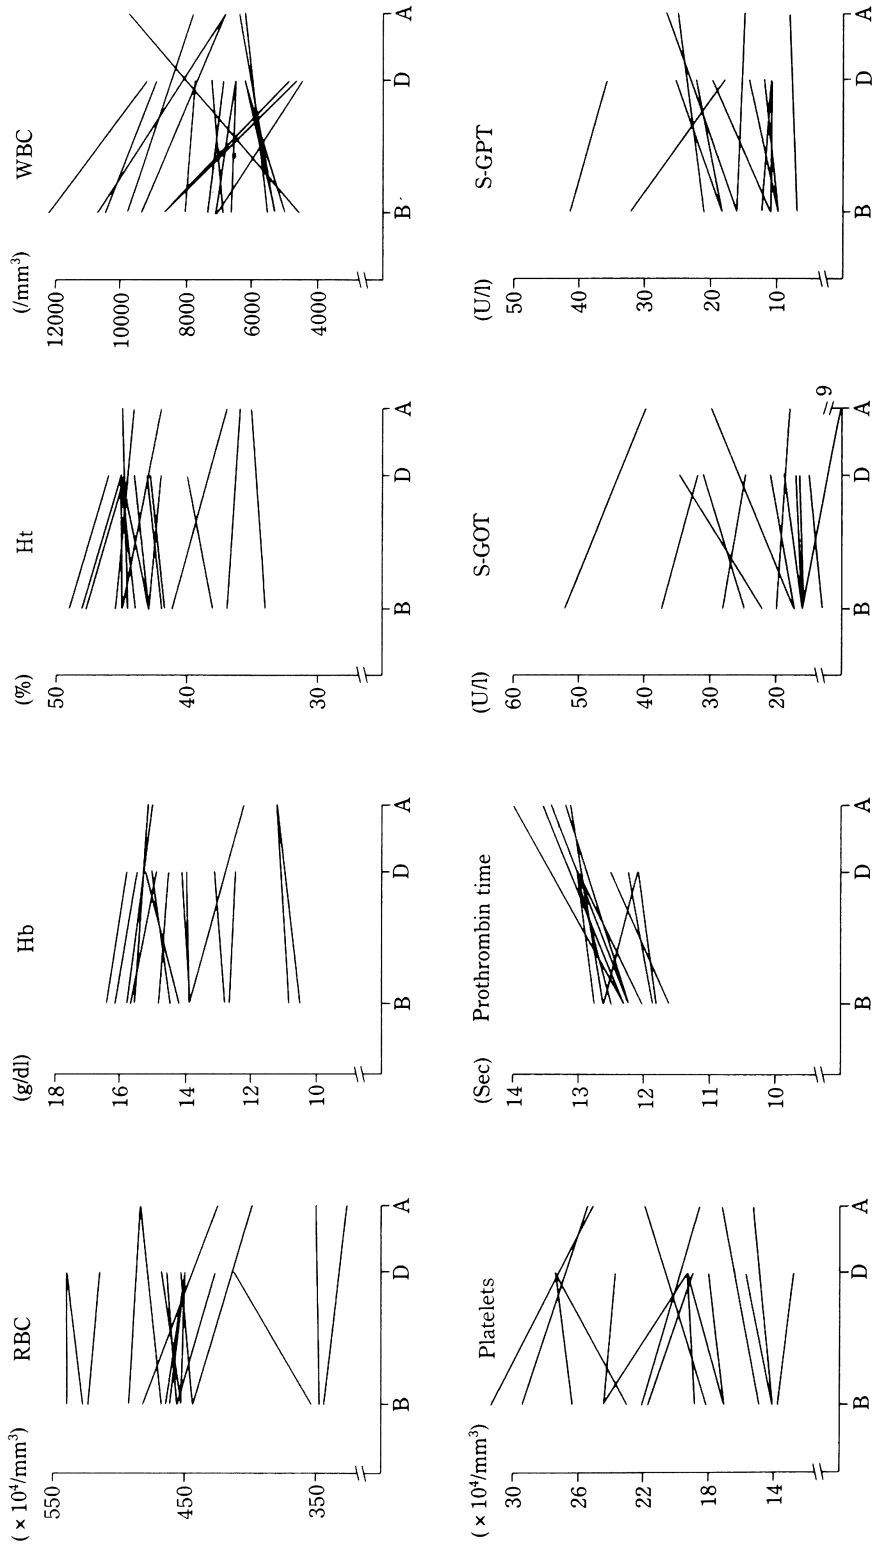 RBC
( × 10⁴/mm³)
550
450
350
B
D
A
Hb
(g/dl)
18
16
14
12
10
B
D
A
Ht
(%)
50
40
30
B
D
A
WBC
(/mm³)
12000
10000
8000
6000
4000
B
D
A
Platelets
( × 10⁴/mm³)
30
26
22
18
14
B
D
A
Prothrombin time
(Sec)
14
13
12
11
10
B
D
A
S-GOT
(U/l)
60
50
40
30
20
9
B
D
A
S-GPT
(U/l)
50
40
30
20
10
B
D
A